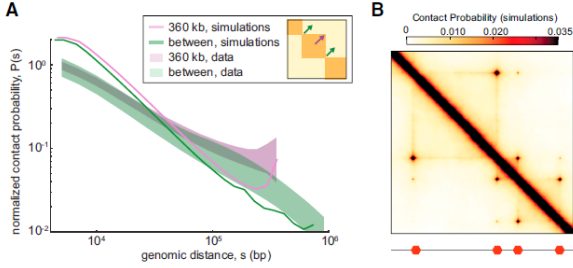 A
normalized contact probability, P(s)
10⁰
10⁻¹
10⁻²
10⁴
10⁵
10⁶
genomic distance, s (bp)
360 kb, simulations
between, simulations
360 kb, data
between, data
B
Contact Probability (simulations)
0
0.010
0.020
0.035